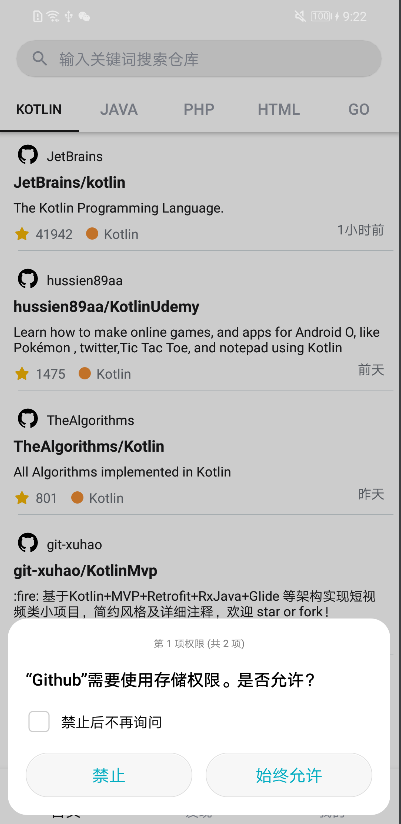 100
9:22
输入关键词搜索仓库
KOTLIN JAVA PHP HTML GO
JetBrains
JetBrains/kotlin
The Kotlin Programming Language.
41942 Kotlin 1小时前
hussien89aa
hussien89aa/KotlinUdemy
Learn how to make online games, and apps for Android O, like
Pokémon , twitter,Tic Tac Toe, and notepad using Kotlin
1475 Kotlin 前天
TheAlgorithms
TheAlgorithms/Kotlin
All Algorithms implemented in Kotlin
801 Kotlin 昨天
git-xuhao
git-xuhao/KotlinMvp
:fire: 基于Kotlin+MVP+Retrofit+RxJava+Glide 等架构实现短视
频类小项目，简约风格及详细注释，欢迎 star or fork！
第 1 项权限 (共 2 项)
“Github”需要使用存储权限。是否允许？
禁止后不再询问
禁止 始终允许